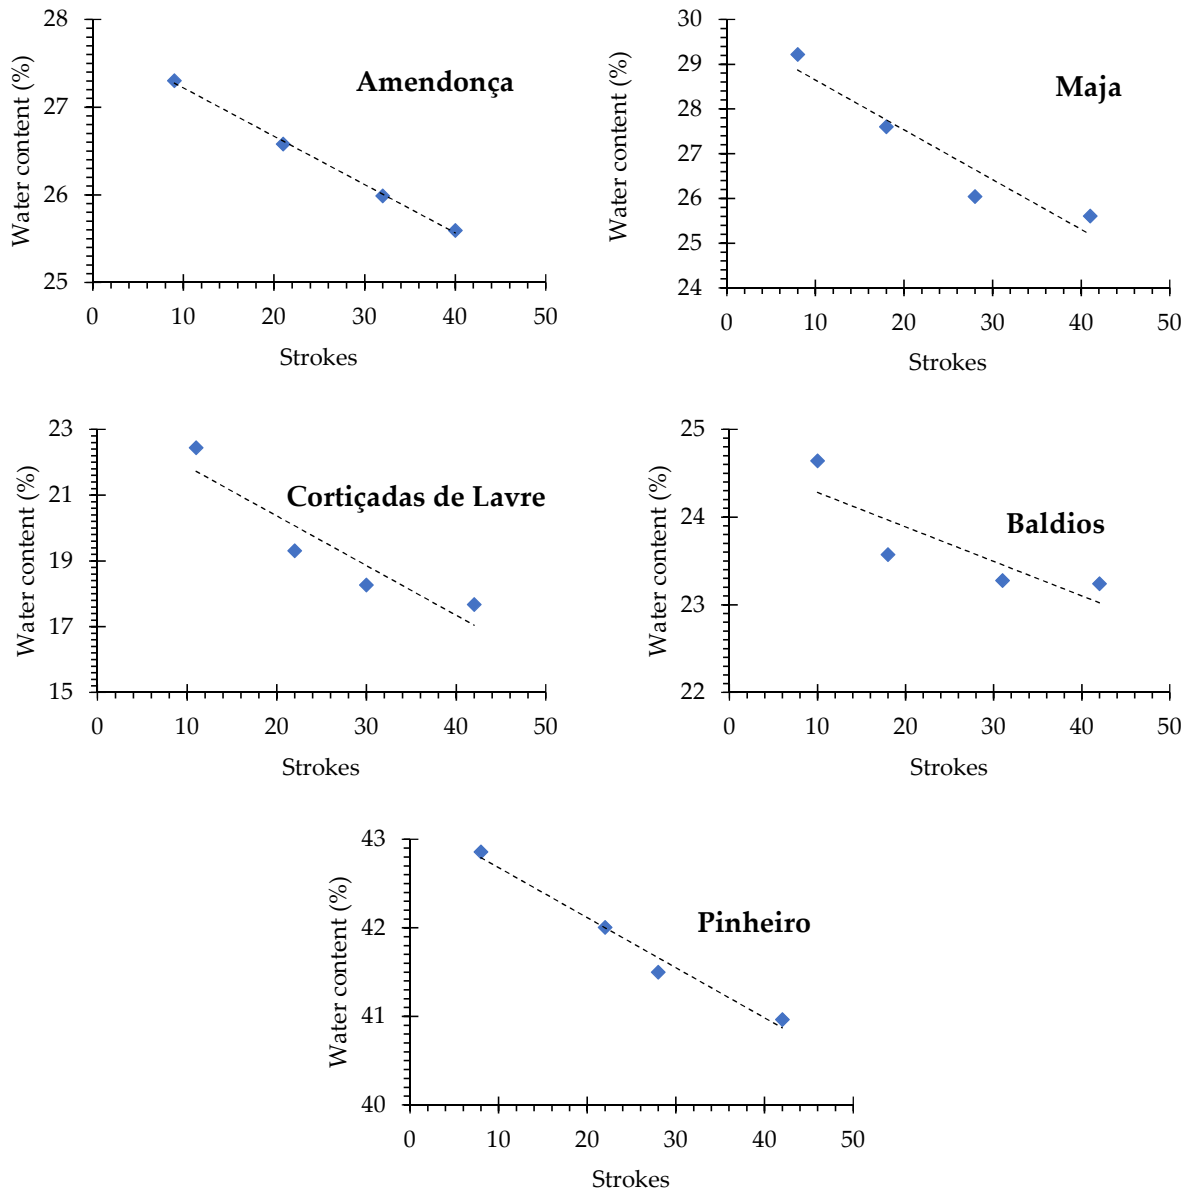 Water content (%)
28
27
26
25
Amendonça
0 10 20 30 40 50
Strokes
Water content (%)
30
29
28
27
26
25
24
Maja
0 10 20 30 40 50
Strokes
Water content (%)
23
21
19
17
15
Cortiçadas de Lavre
0 10 20 30 40 50
Strokes
Water content (%)
25
24
23
22
Baldios
0 10 20 30 40 50
Strokes
Water content (%)
43
42
41
40
Pinheiro
0 10 20 30 40 50
Strokes